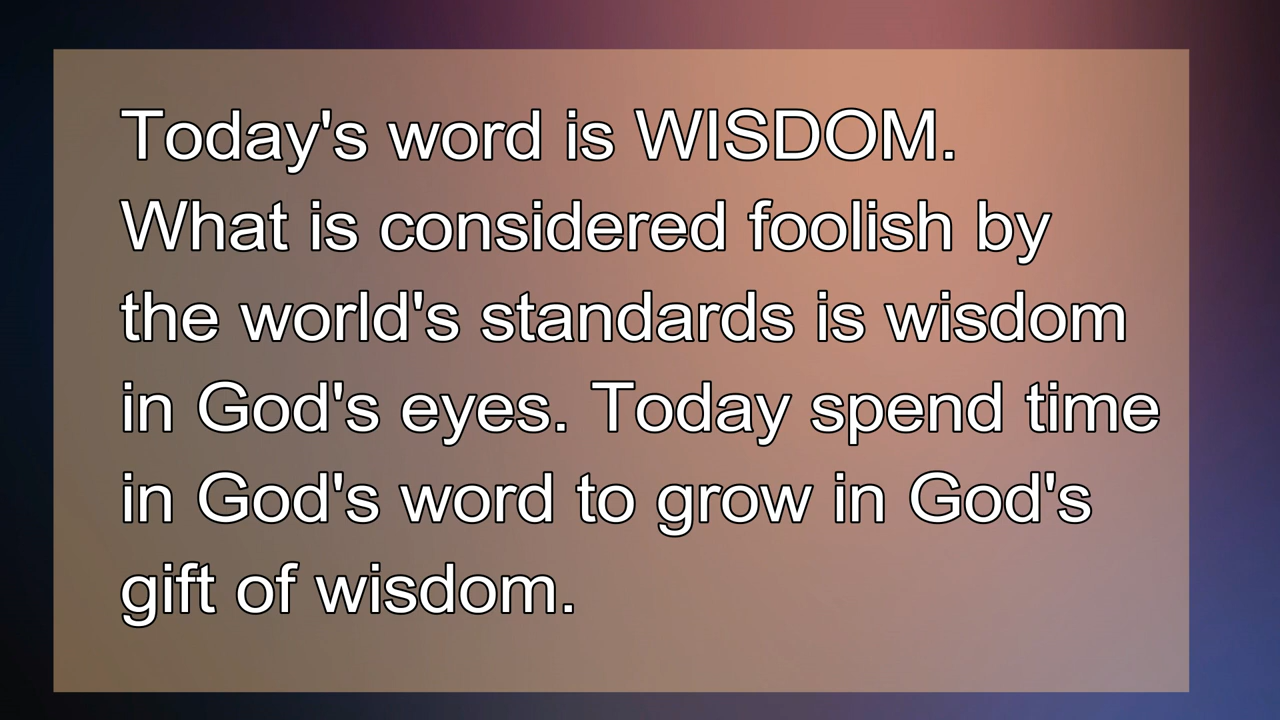 Today's word is WISDOM.
What is considered foolish by
the world's standards is wisdom
in God's eyes. Today spend time
in God's word to grow in God's
gift of wisdom.